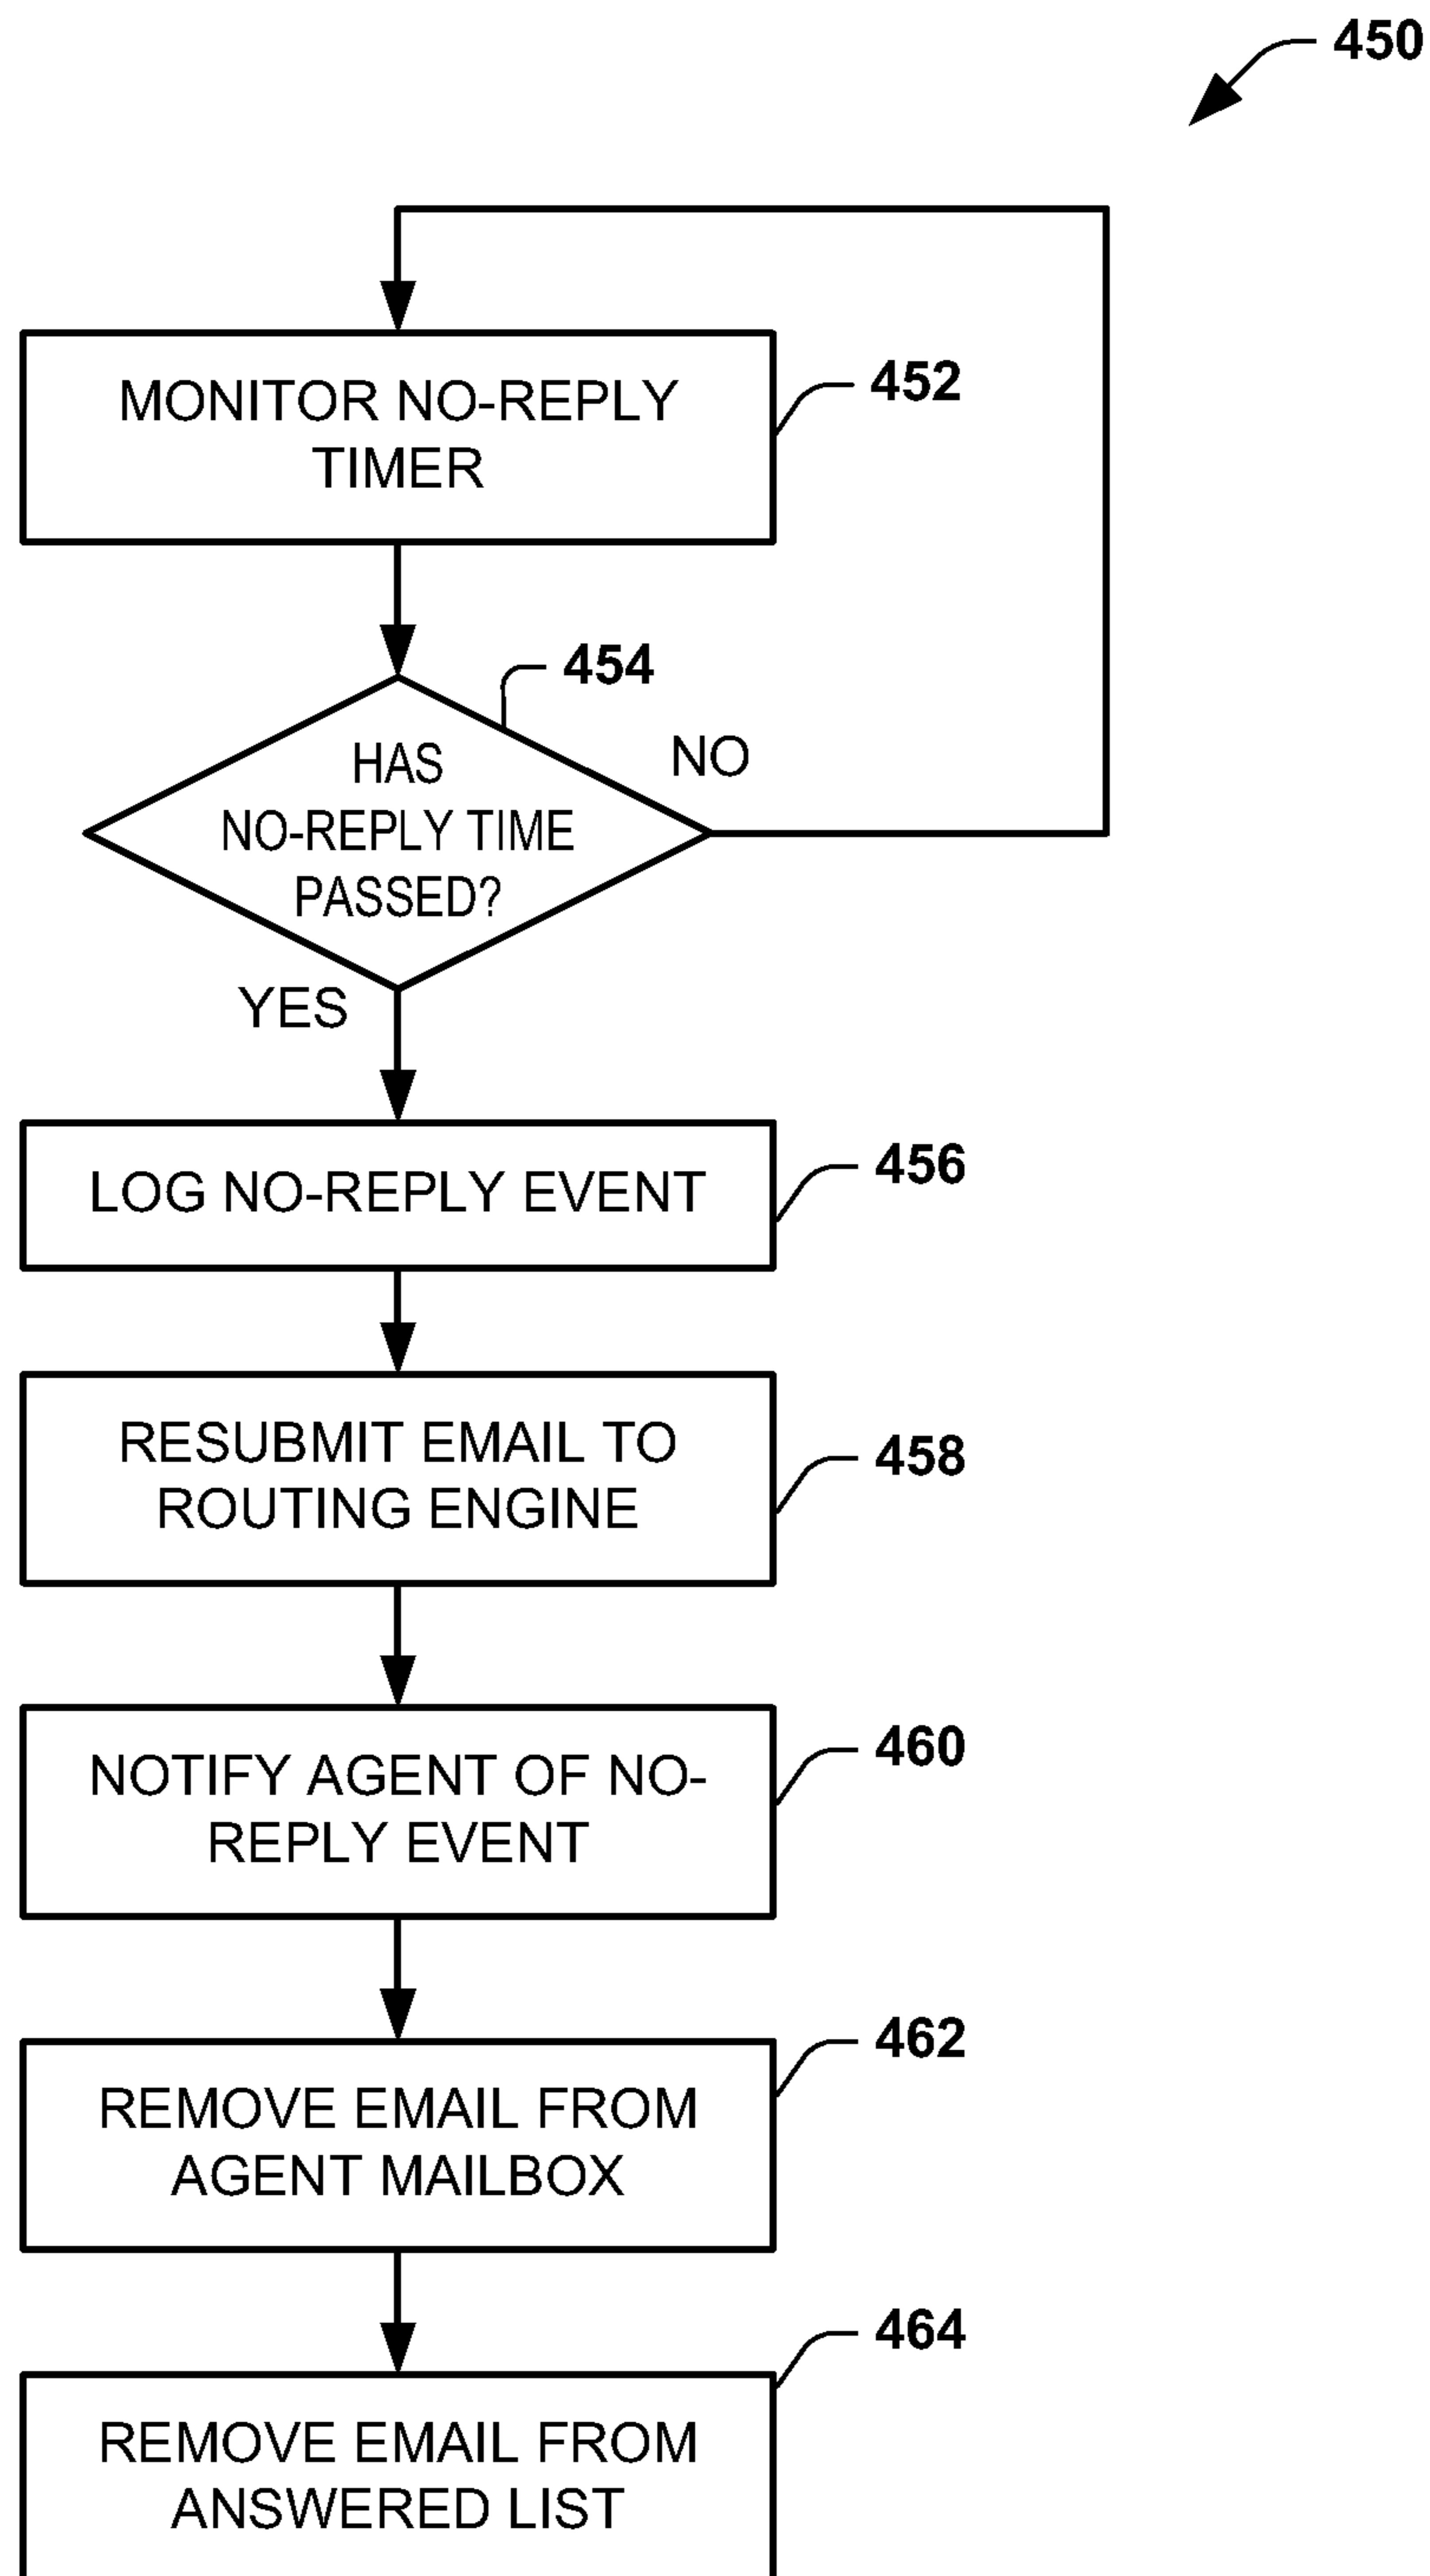 450
MONITOR NO-REPLY
TIMER
452
454
HAS
NO-REPLY TIME
PASSED?
NO
YES
LOG NO-REPLY EVENT
456
RESUBMIT EMAIL TO
ROUTING ENGINE
458
NOTIFY AGENT OF NO-
REPLY EVENT
460
REMOVE EMAIL FROM
AGENT MAILBOX
462
REMOVE EMAIL FROM
ANSWERED LIST
464